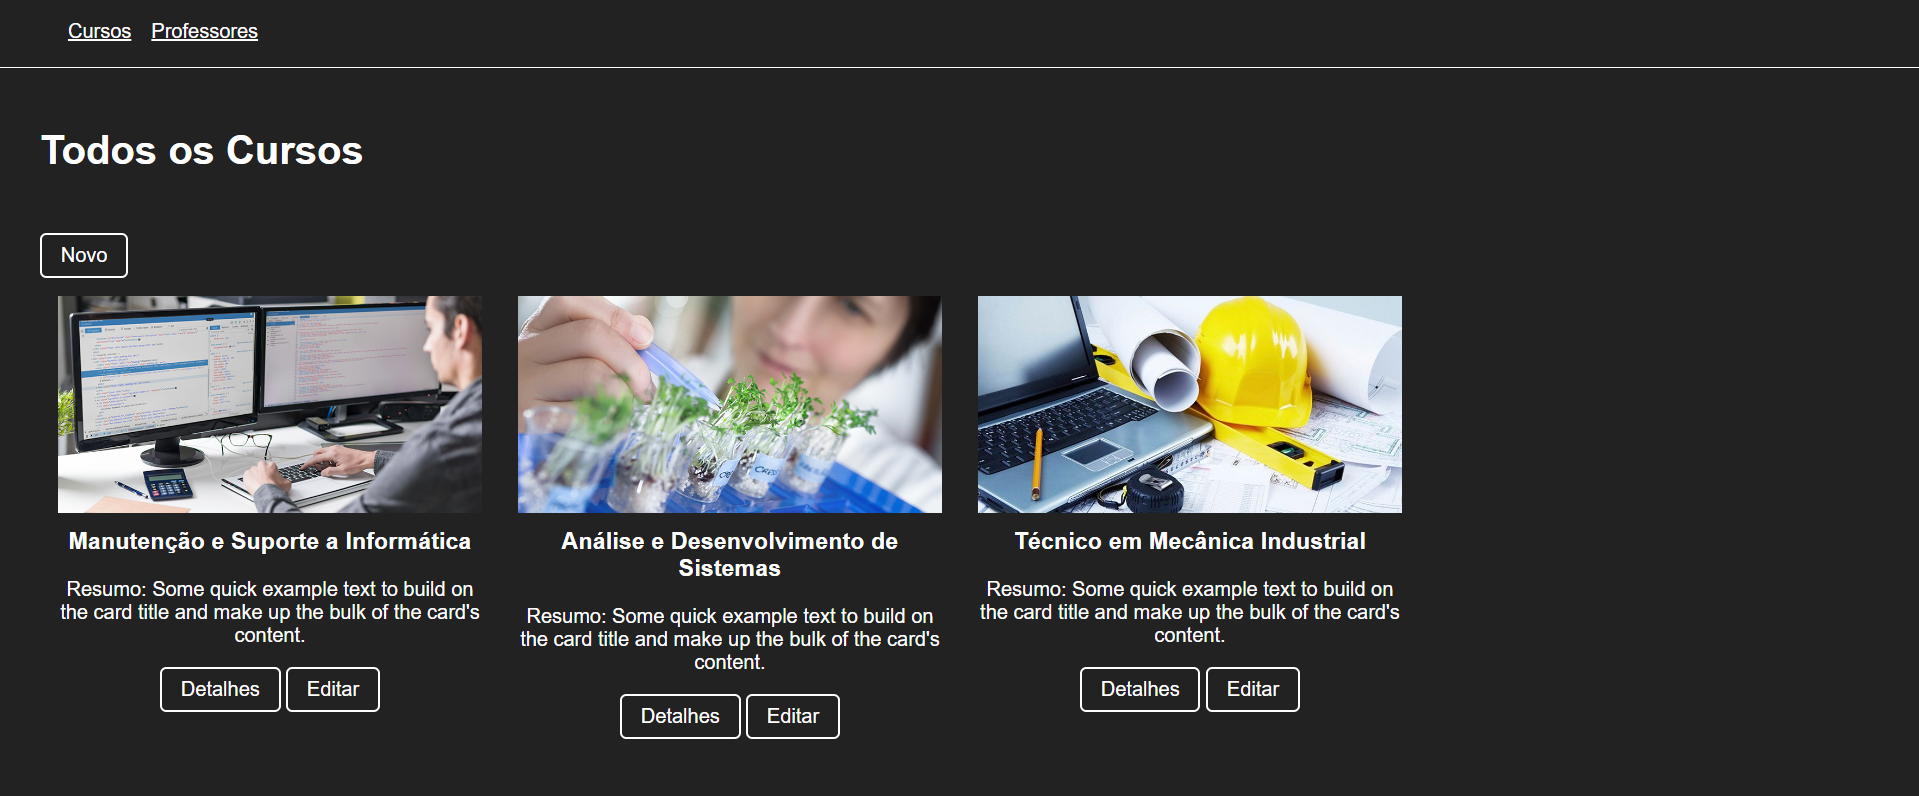 Cursos Professores
Todos os Cursos
Novo
Manutenção e Suporte a Informática
Resumo: Some quick example text to build on
the card title and make up the bulk of the card's
content.
Detalhes Editar
CRESS
Análise e Desenvolvimento de
Sistemas
Resumo: Some quick example text to build on
the card title and make up the bulk of the card's
content.
Detalhes Editar
Técnico em Mecânica Industrial
Resumo: Some quick example text to build on
the card title and make up the bulk of the card's
content.
Detalhes Editar